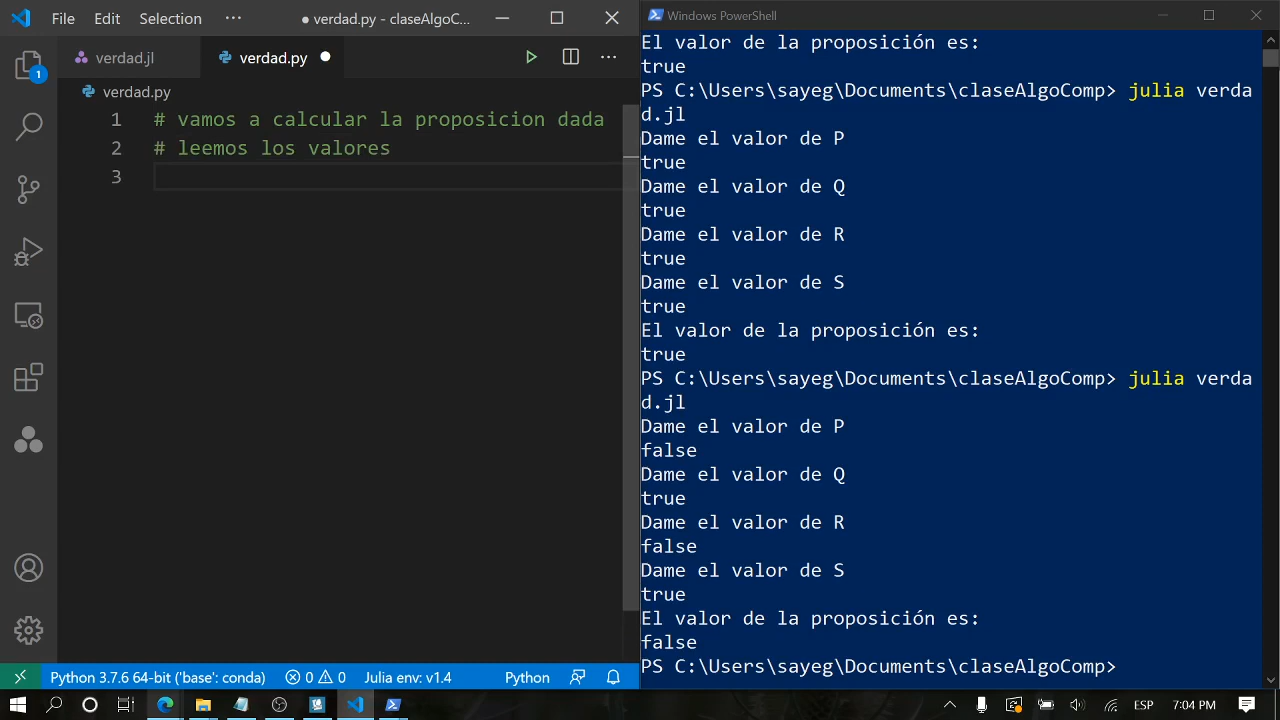 File Edit Selection ··· ● verdad.py - claseAlgoC...
verdad.jl verdad.py
verdad.py
1 # vamos a calcular la proposicion dada
2 # leemos los valores
3
1
Python 3.7.6 64-bit ('base': conda) 0 0 Julia env: v1.4 Python
Windows PowerShell
El valor de la proposición es:
true
PS C:\Users\sayeg\Documents\claseAlgoComp> julia verda
d.jl
Dame el valor de P
true
Dame el valor de Q
true
Dame el valor de R
true
Dame el valor de S
true
El valor de la proposición es:
true
PS C:\Users\sayeg\Documents\claseAlgoComp> julia verda
d.jl
Dame el valor de P
false
Dame el valor de Q
true
Dame el valor de R
false
Dame el valor de S
true
El valor de la proposición es:
false
PS C:\Users\sayeg\Documents\claseAlgoComp>
ESP 7:04 PM